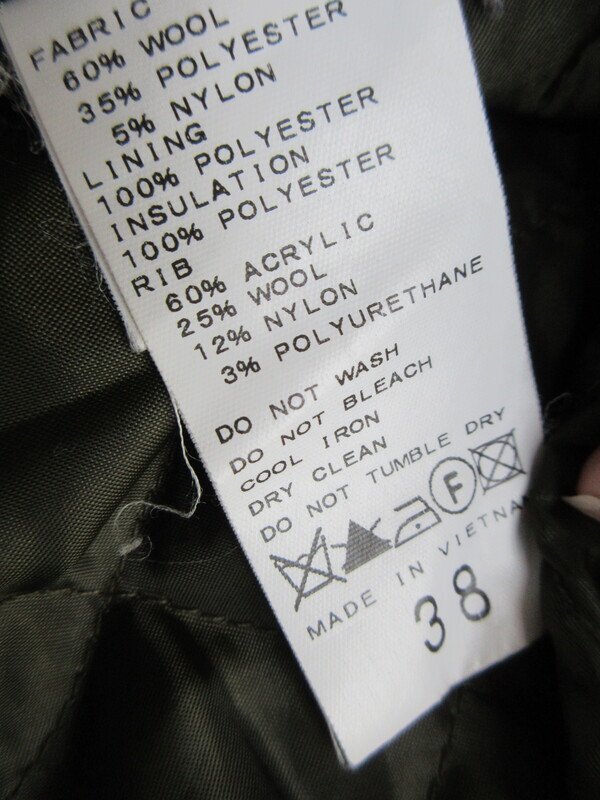 FABRIC
60% WOOL
35% POLYESTER
5% NYLON
LINING
100% POLYESTER
INSULATION
100% POLYESTER
RIB
60% ACRYLIC
25% WOOL
12% NYLON
3% POLYURETHANE
DO NOT WASH
DO NOT BLEACH
COOL IRON
DRY CLEAN
DO NOT TUMBLE DRY
F
MADE IN VIETNA
38